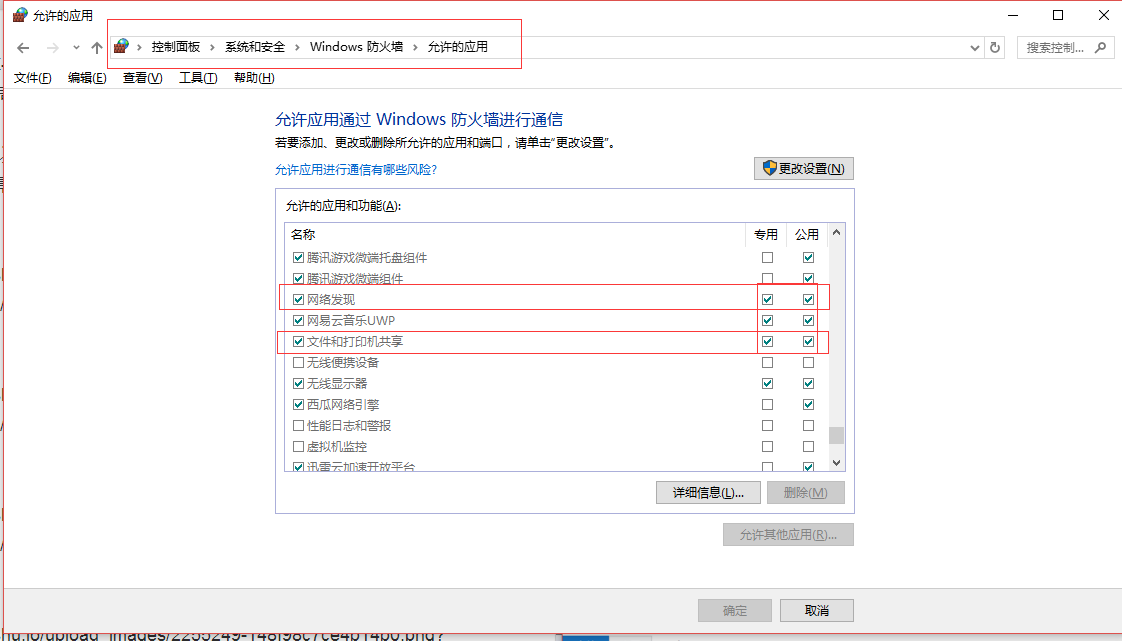 允许的应用
控制面板 › 系统和安全 › Windows 防火墙 › 允许的应用
搜索控制...
文件(F) 编辑(E) 查看(V) 工具(T) 帮助(H)
允许应用通过 Windows 防火墙进行通信
若要添加、更改或删除所允许的应用和端口，请单击"更改设置"。
允许应用进行通信有哪些风险?
更改设置(N)
允许的应用和功能(A):
名称 专用 公用
腾讯游戏微端托盘组件
腾讯游戏微端组件
网络发现
网易云音乐UWP
文件和打印机共享
无线便携设备
无线显示器
西瓜网络引擎
性能日志和警报
虚拟机监控
迅雷云加速开放平台
详细信息(L)... 删除(M)
允许其他应用(R)...
确定 取消